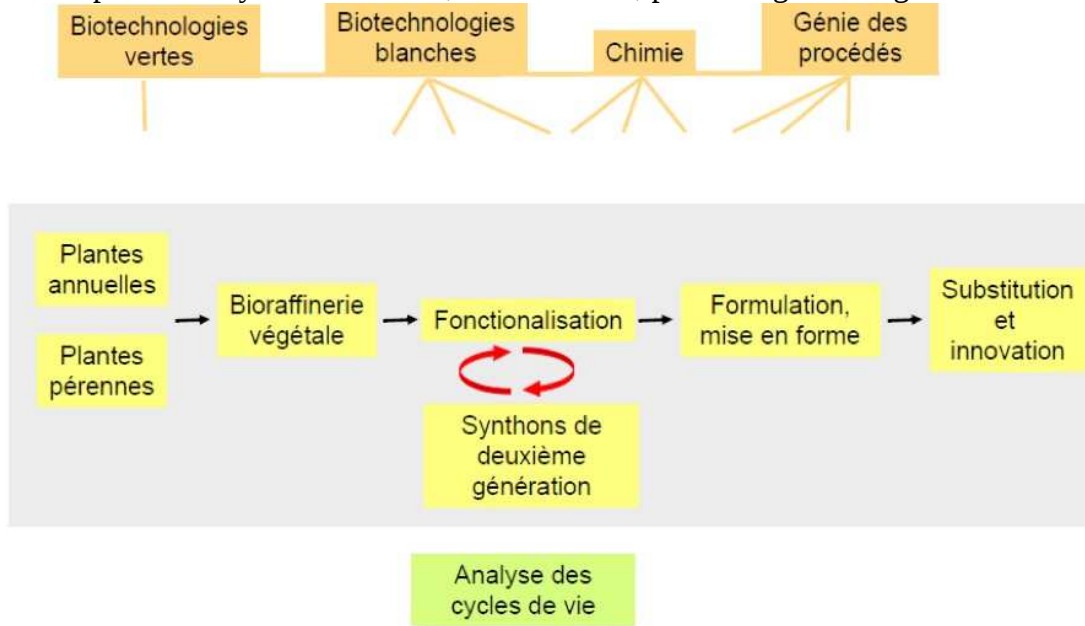 Biotechnologies
vertes
Biotechnologies
blanches
Chimie
Génie des
procédés
Plantes
annuelles
Plantes
pérennes
Bioraffinerie
végétale
Fonctionalisation
Synthons de
deuxième
génération
Formulation,
mise en forme
Substitution
et
innovation
Analyse des
cycles de vie